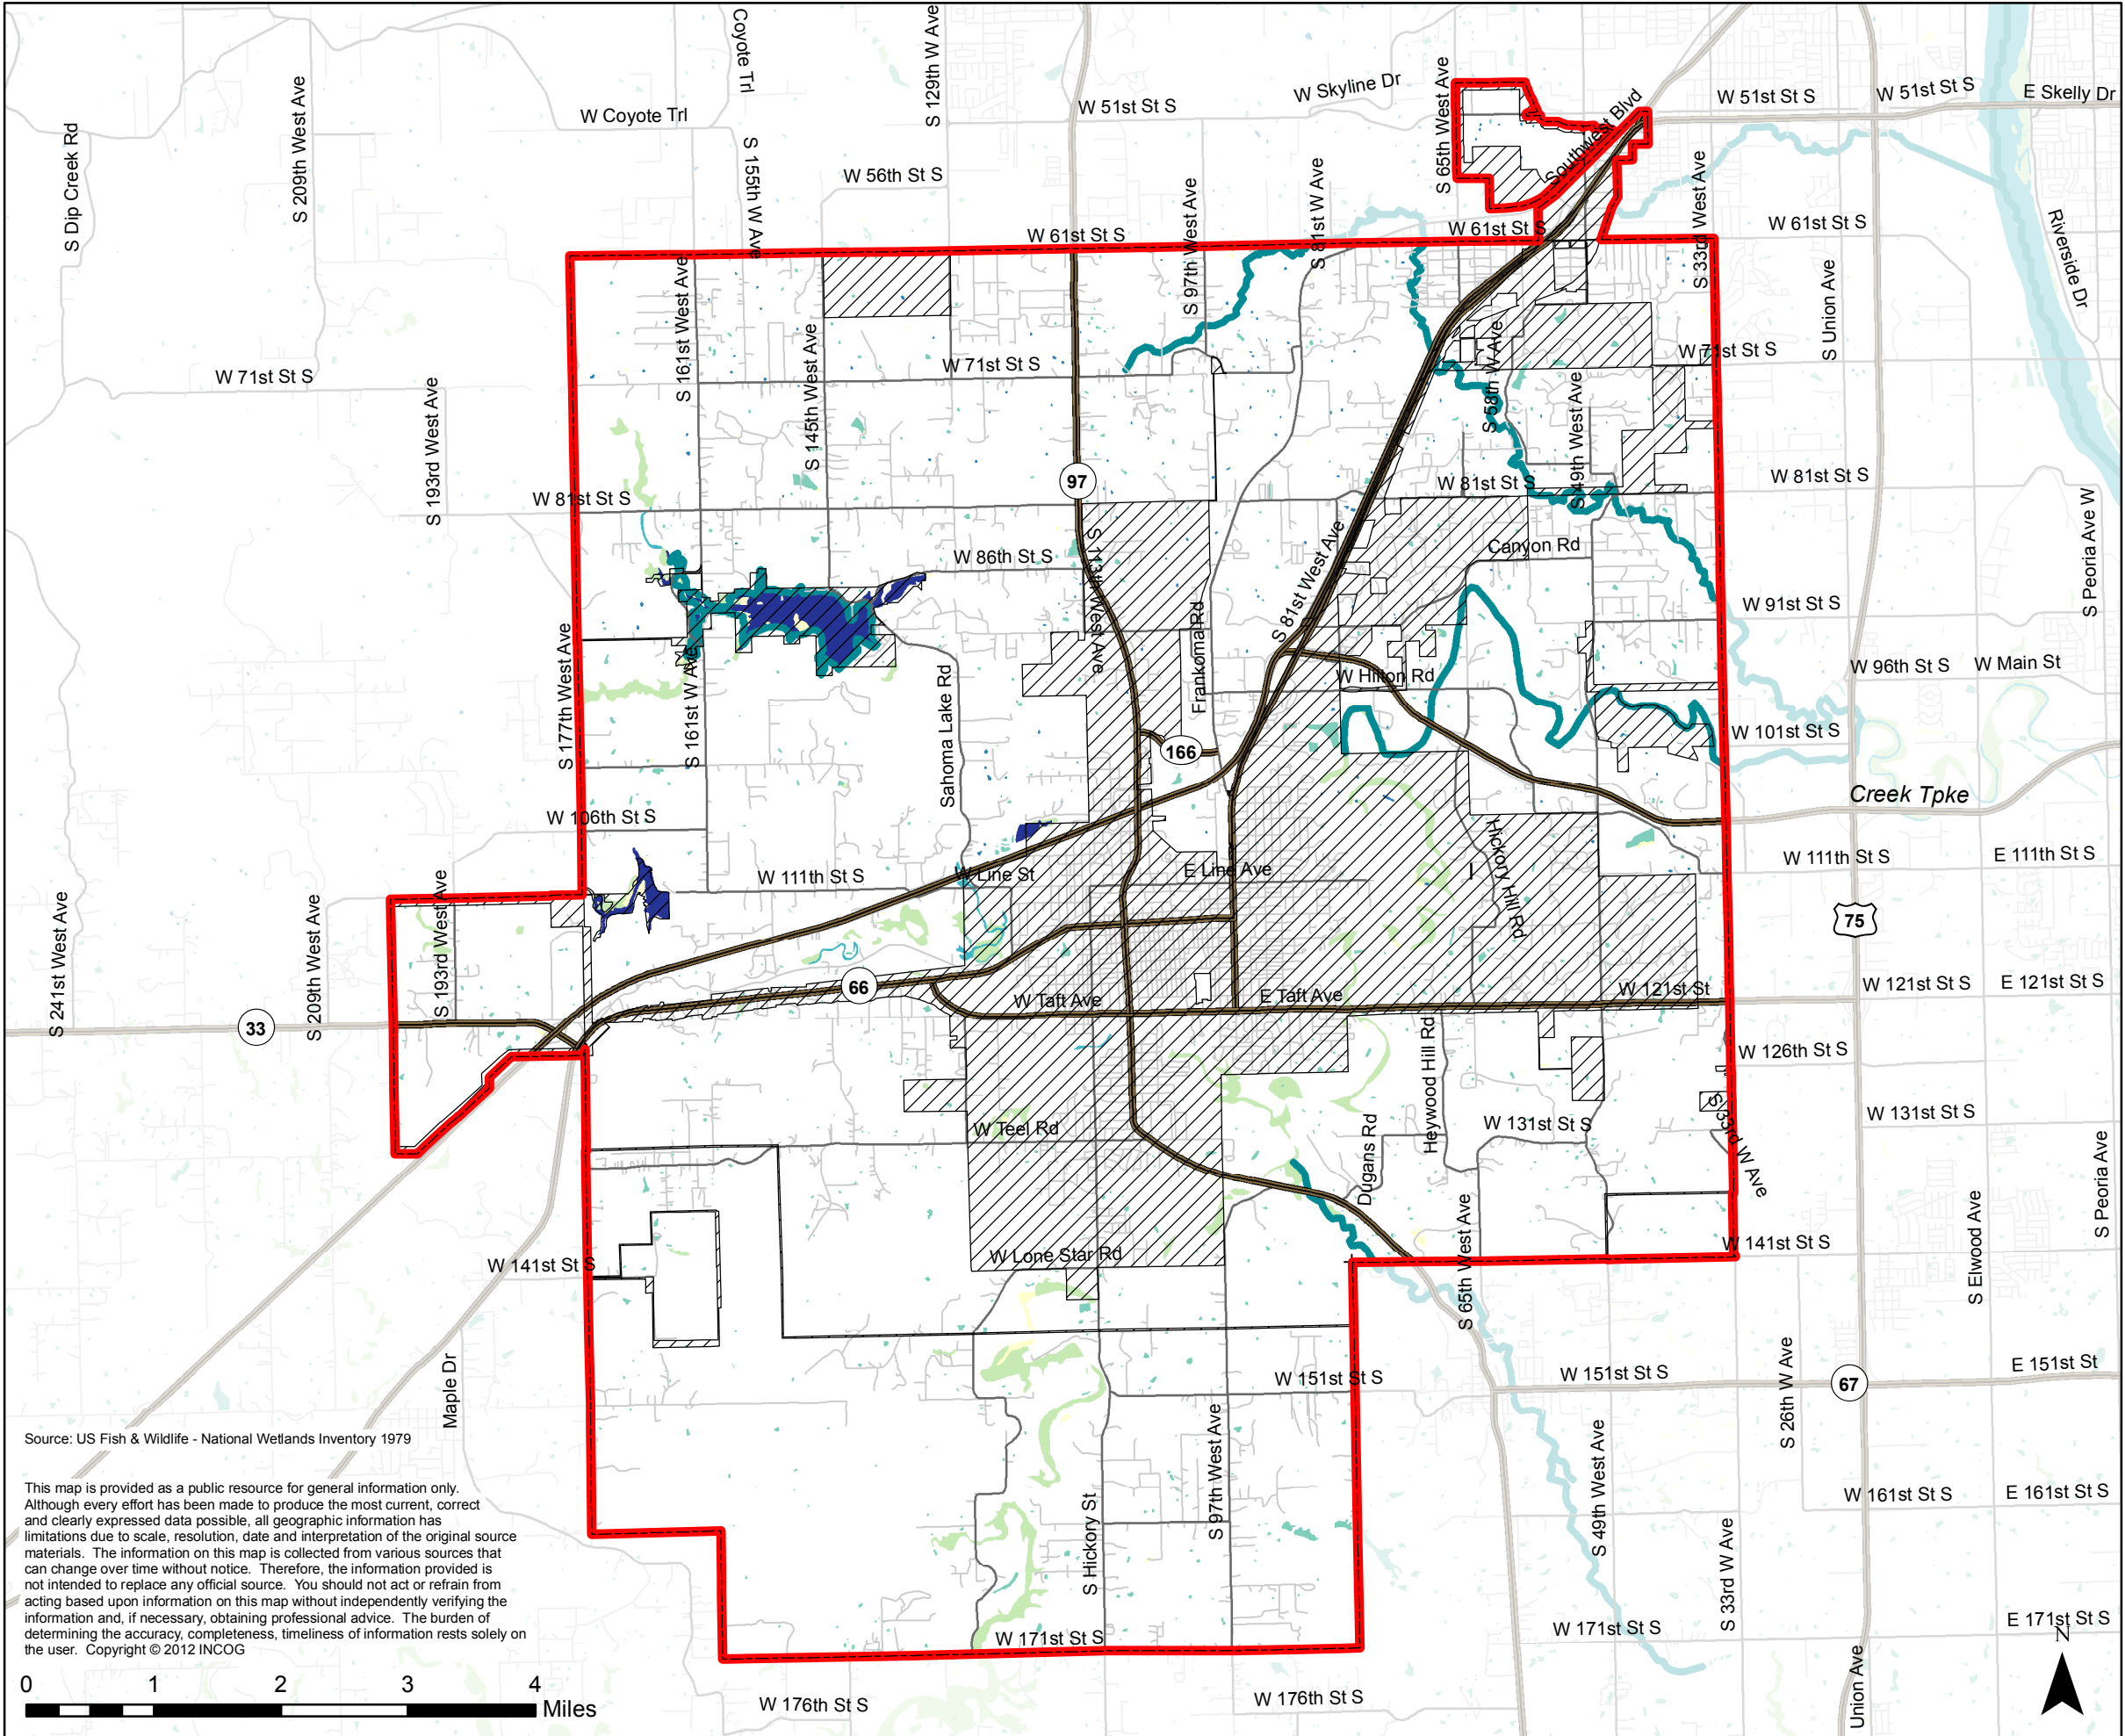 Coyote Trl
S 129th W Ave
W Skyline Dr
S 65th West Ave
W 51st St S
W 51st St S
W 51st St S
E Skelly Dr
S 209th West Ave
W Coyote Trl
S Dip Creek Rd
S 155th W Ave
W 56th St S
Southwest Blvd
S 97th West Ave
S 81st W Ave
S 33rd West Ave
W 61st St S
W 61st St S
W 61st St S
Riverside Dr
S 161st West Ave
S Union Ave
S 145th West Ave
W 71st St S
W 71st St S
W 71st St S
S 58th W Ave
S 49th West Ave
S 193rd West Ave
W 81st St S
97
W 81st St S
W 81st St S
S Peoria Ave W
W 86th St S
S 113th West Ave
S 81st West Ave
Canyon Rd
W 91st St S
Frankoma Rd
S 177th West Ave
S 161st W Ave
Sahoma Lake Rd
W Hilton Rd
W 96th St S
W Main St
166
W 101st St S
Creek Tpke
W 106th St S
Hickory Hill Rd
W 111th St S
W Line St
E Line Ave
W 111th St S
E 111th St S
S 241st West Ave
S 209th West Ave
S 193rd West Ave
75
66
W Taft Ave
E Taft Ave
W 121st St
W 121st St S
E 121st St S
33
W 126th St S
Heywood Hill Rd
Dugans Rd
W Teel Rd
W 131st St S
S 33rd W Ave
W 131st St S
S Peoria Ave
S 65th West Ave
S Elwood Ave
W 141st St S
W Lone Star Rd
W 141st St S
Maple Dr
W 151st St S
W 151st St S
S 26th W Ave
67
E 151st St
S 97th West Ave
S 49th West Ave
S Hickory St
W 161st St S
E 161st St S
S 33rd W Ave
W 171st St S
W 171st St S
E 171st St S
Union Ave
W 176th St S
W 176th St S
N
Source: US Fish & Wildlife - National Wetlands Inventory 1979
This map is provided as a public resource for general information only.
Although every effort has been made to produce the most current, correct
and clearly expressed data possible, all geographic information has
limitations due to scale, resolution, date and interpretation of the original source
materials. The information on this map is collected from various sources that
can change over time without notice. Therefore, the information provided is
not intended to replace any official source. You should not act or refrain from
acting based upon information on this map without independently verifying the
information and, if necessary, obtaining professional advice. The burden of
determining the accuracy, completeness, timeliness of information rests solely on
the user. Copyright © 2012 INCOG
0 1 2 3 4
Miles